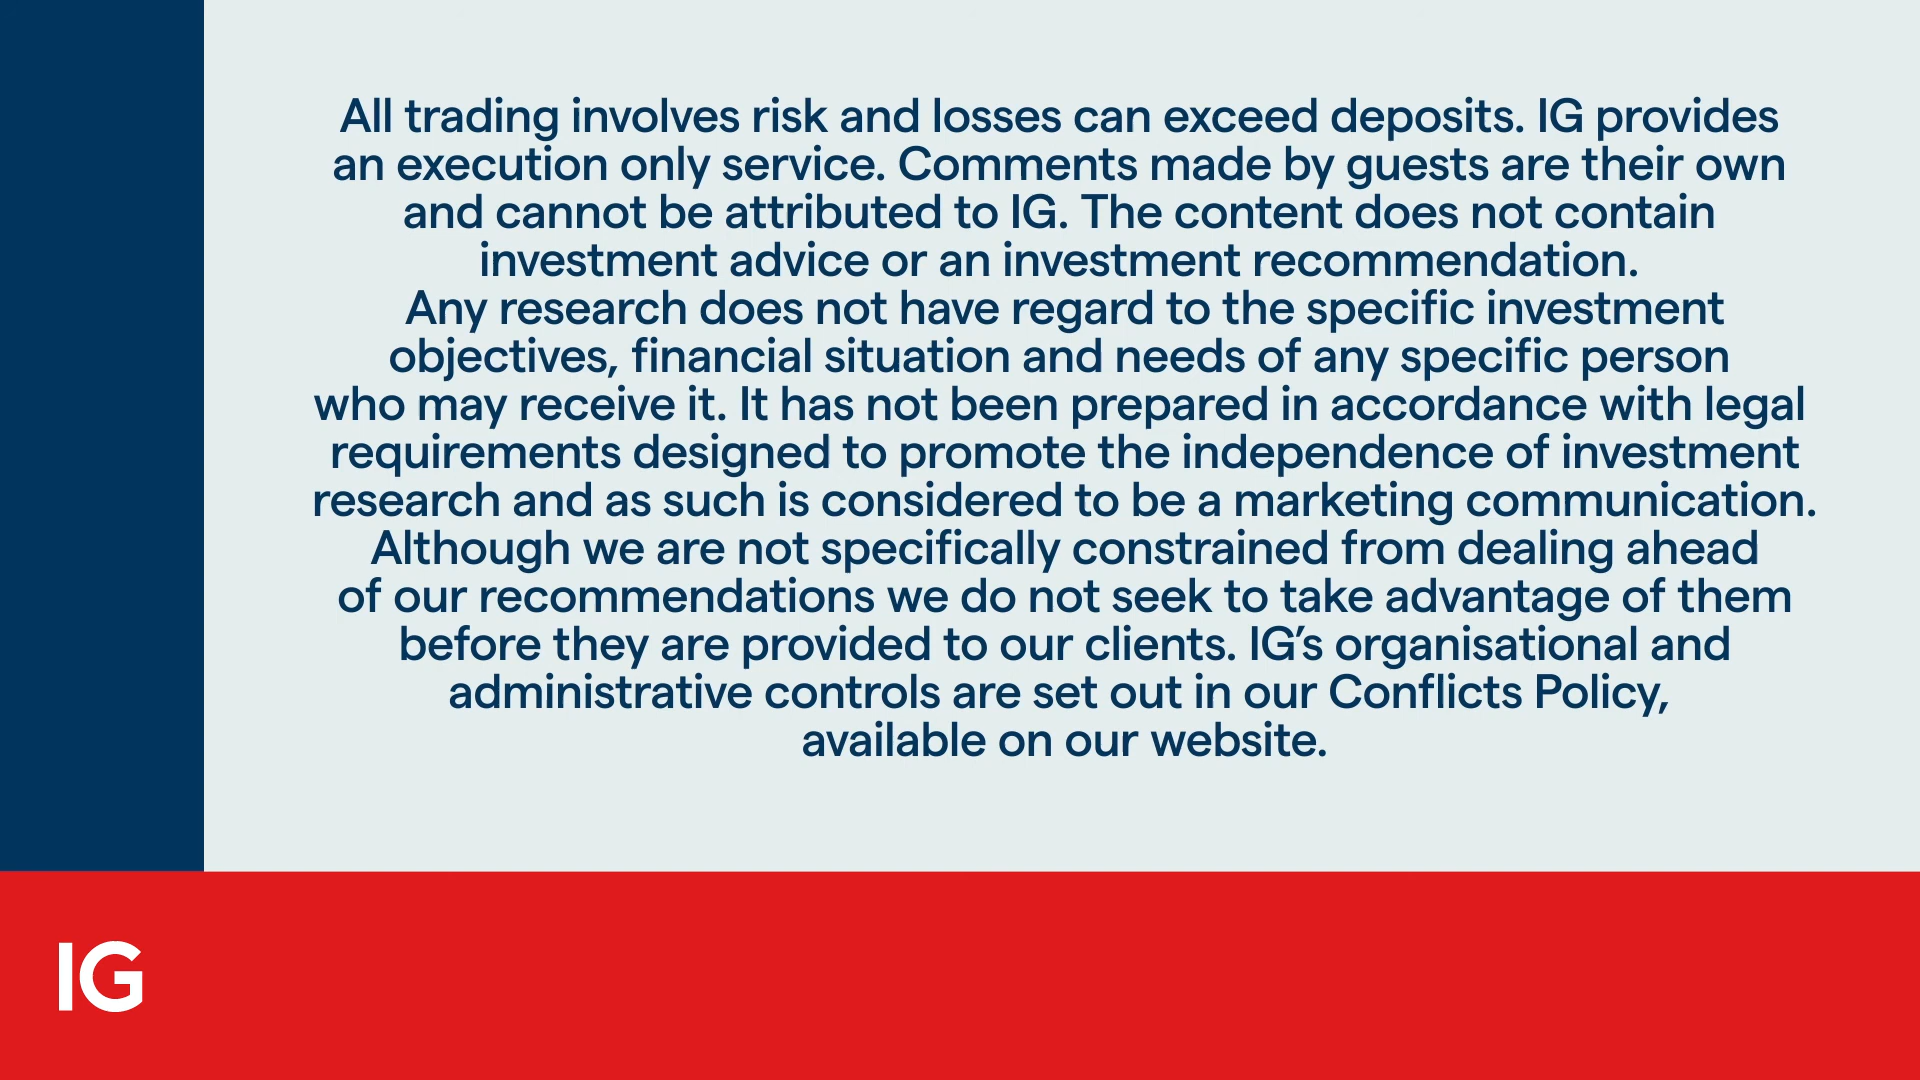 All trading involves risk and losses can exceed deposits. IG provides
an execution only service. Comments made by guests are their own
and cannot be attributed to IG. The content does not contain
investment advice or an investment recommendation.
Any research does not have regard to the specific investment
objectives, financial situation and needs of any specific person
who may receive it. It has not been prepared in accordance with legal
requirements designed to promote the independence of investment
research and as such is considered to be a marketing communication.
Although we are not specifically constrained from dealing ahead
of our recommendations we do not seek to take advantage of them
before they are provided to our clients. IG’s organisational and
administrative controls are set out in our Conflicts Policy,
available on our website.
IG